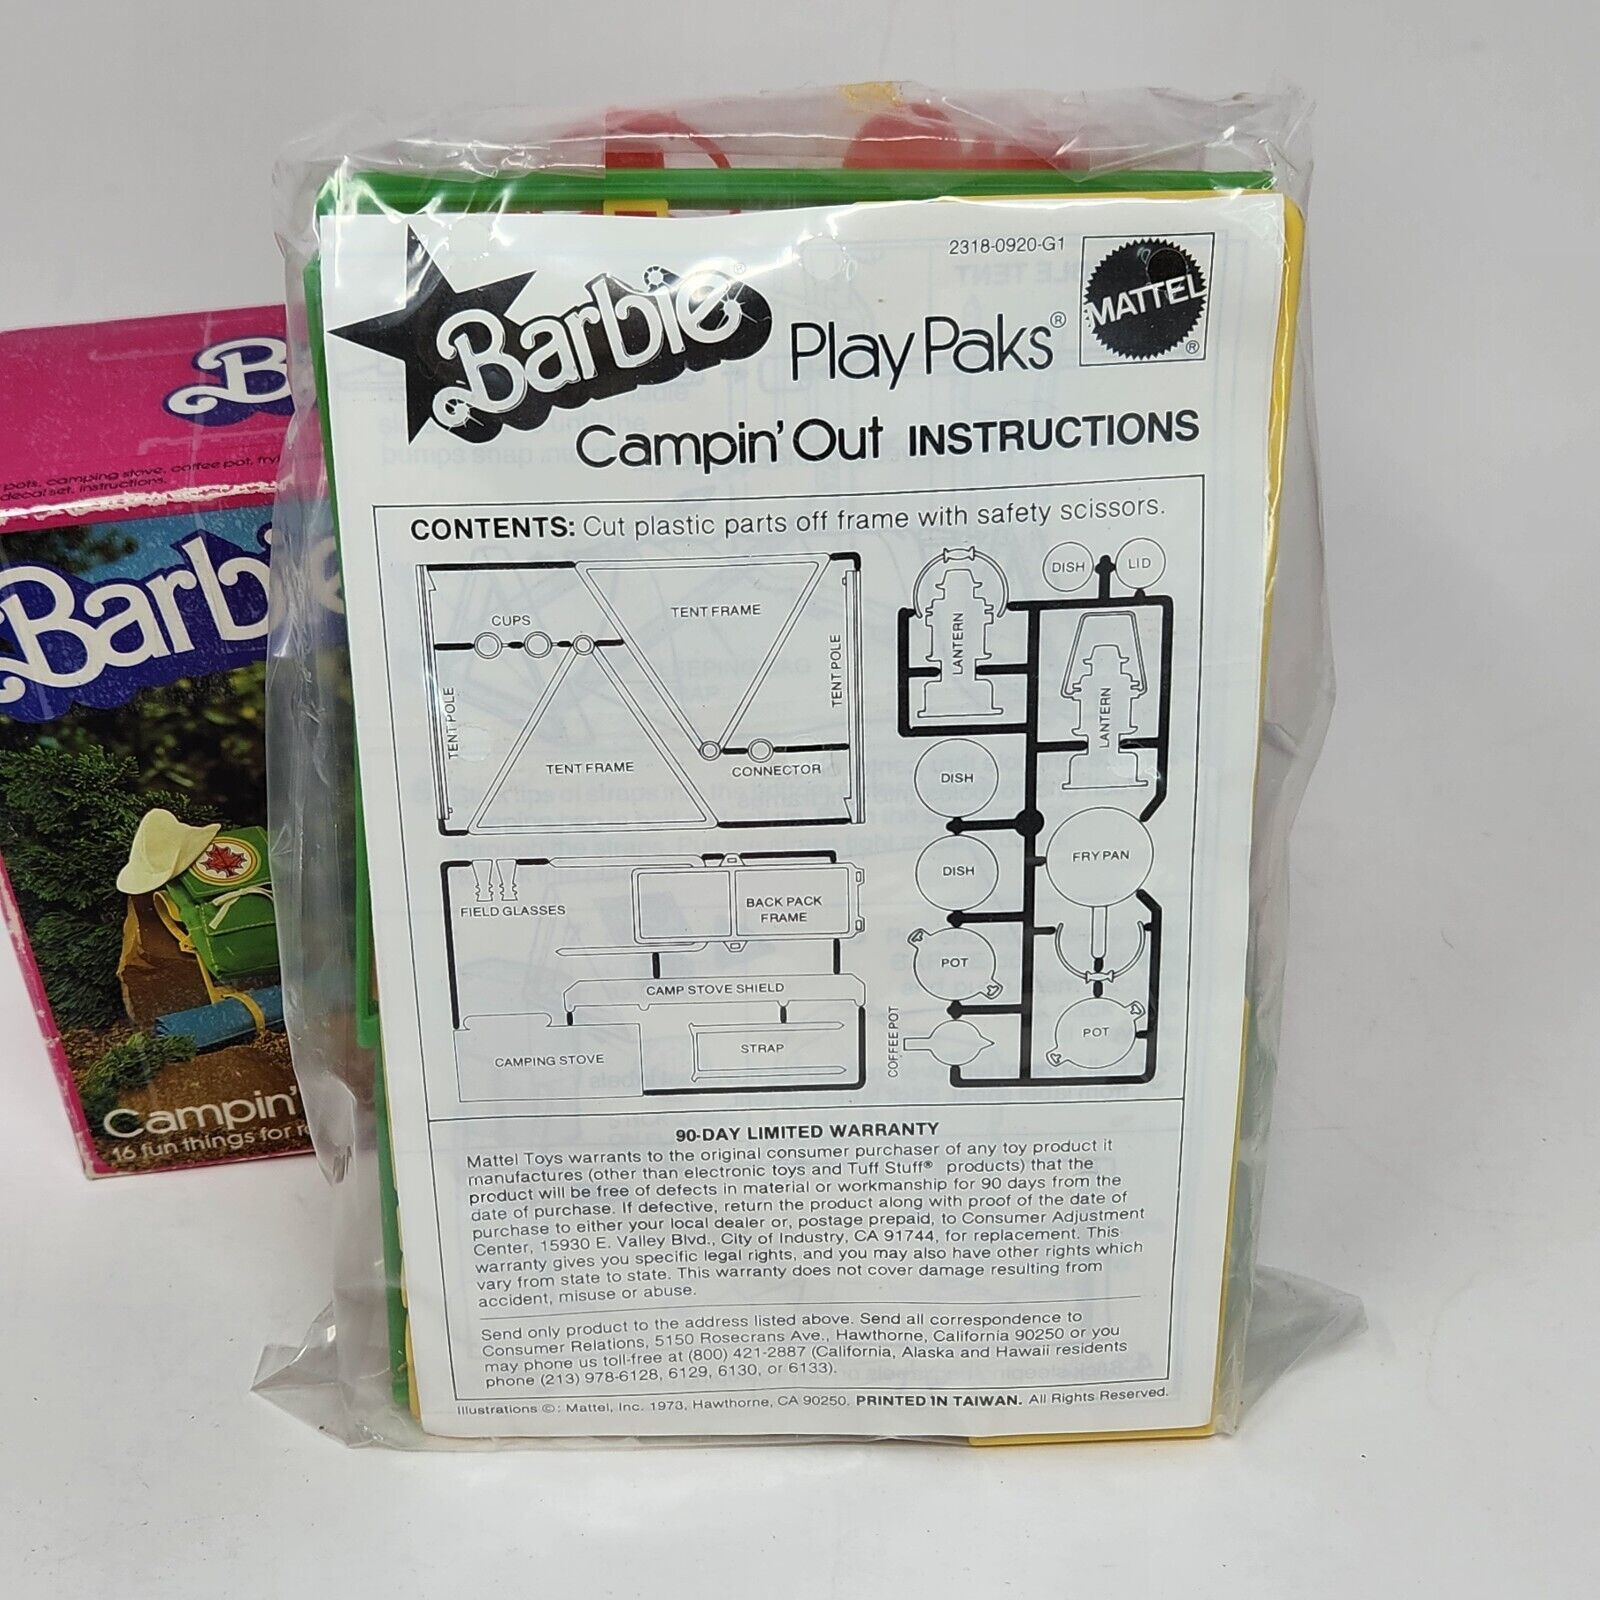 2318-0920-G1
MATTEL ®
Barbie ®
Play Paks®
Campin' Out INSTRUCTIONS
CONTENTS: Cut plastic parts off frame with safety scissors.
CUPS
TENT FRAME
TENT POLE
TENT POLE
TENT FRAME
CONNECTOR
LANTERN
DISH
LID
LANTERN
DISH
DISH
FRY PAN
POT
POT
COFFEE POT
FIELD GLASSES
BACK PACK
FRAME
CAMP STOVE SHIELD
CAMPING STOVE
STRAP
90-DAY LIMITED WARRANTY
Mattel Toys warrants to the original consumer purchaser of any toy product it
manufactures (other than electronic toys and Tuff Stuff® products) that the
product will be free of defects in material or workmanship for 90 days from the
date of purchase. If defective, return the product along with proof of the date of
purchase to either your local dealer or, postage prepaid, to Consumer Adjustment
Center, 15930 E. Valley Blvd., City of Industry, CA 91744, for replacement. This
warranty gives you specific legal rights, and you may also have other rights which
vary from state to state. This warranty does not cover damage resulting from
accident, misuse or abuse.
Send only product to the address listed above. Send all correspondence to
Consumer Relations, 5150 Rosecrans Ave., Hawthorne, California 90250 or you
may phone us toll-free at (800) 421-2887 (California, Alaska and Hawaii residents
phone (213) 978-6128, 6129, 6130, or 6133).
Illustrations ©: Mattel, Inc. 1973, Hawthorne, CA 90250. PRINTED IN TAIWAN. All Rights Reserved.
B
pots, camping stove, coffee pot, fry
decal set, instructions.
Barbie
Campin'
16 fun things for